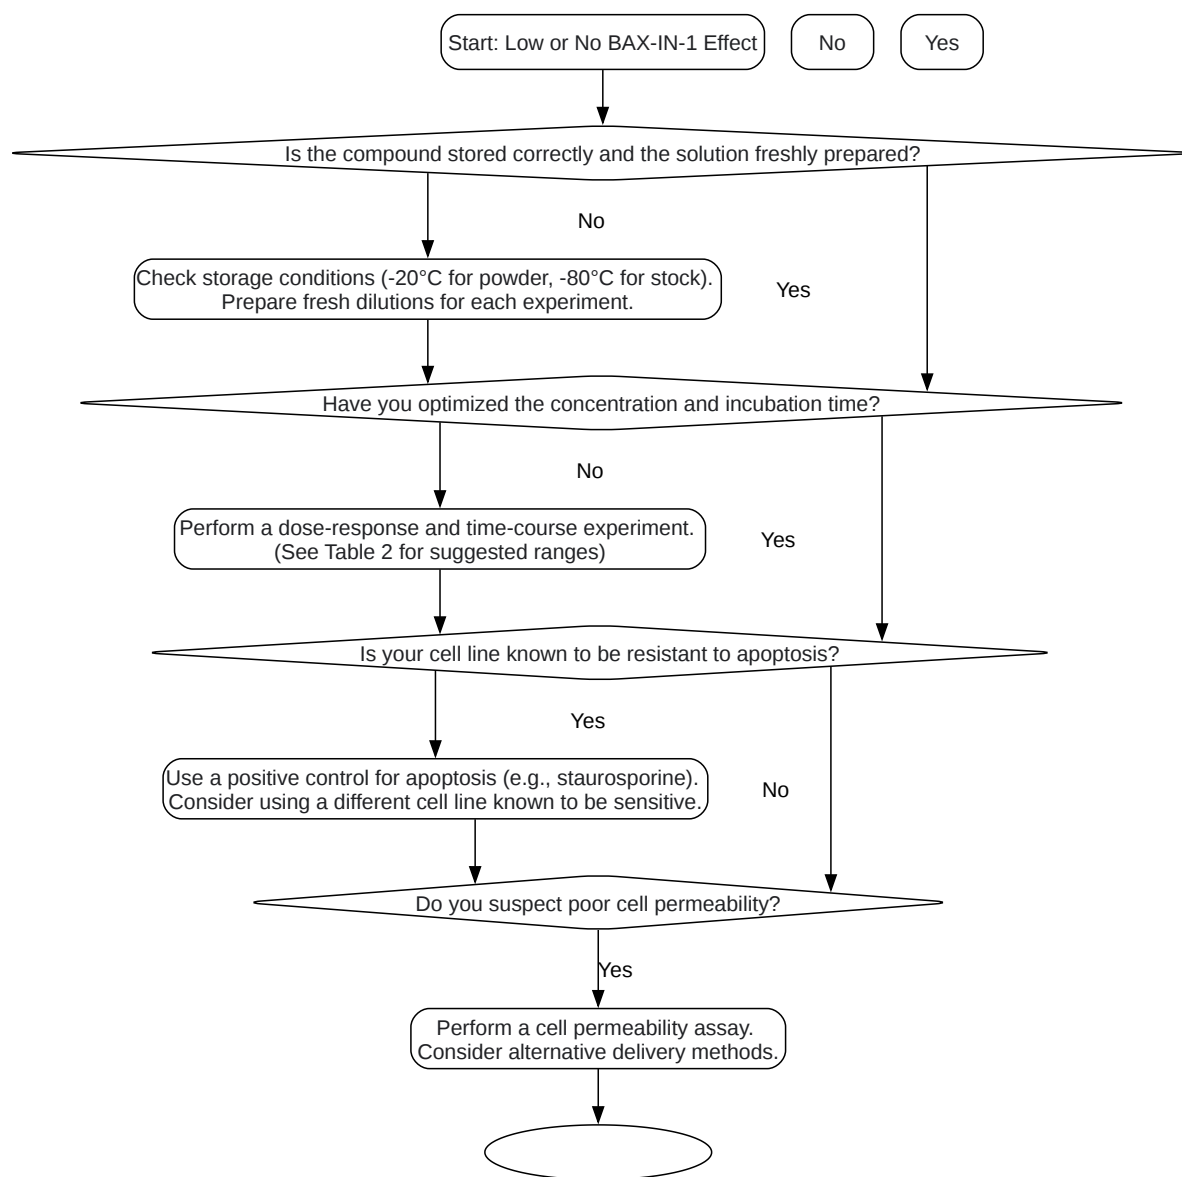 Start: Low or No BAX-IN-1 Effect
No
Yes
Is the compound stored correctly and the solution freshly prepared?
No
Check storage conditions (-20°C for powder, -80°C for stock).
Prepare fresh dilutions for each experiment.
Yes
Have you optimized the concentration and incubation time?
No
Perform a dose-response and time-course experiment.
(See Table 2 for suggested ranges)
Yes
Is your cell line known to be resistant to apoptosis?
Yes
Use a positive control for apoptosis (e.g., staurosporine).
Consider using a different cell line known to be sensitive.
No
Do you suspect poor cell permeability?
Yes
Perform a cell permeability assay.
Consider alternative delivery methods.